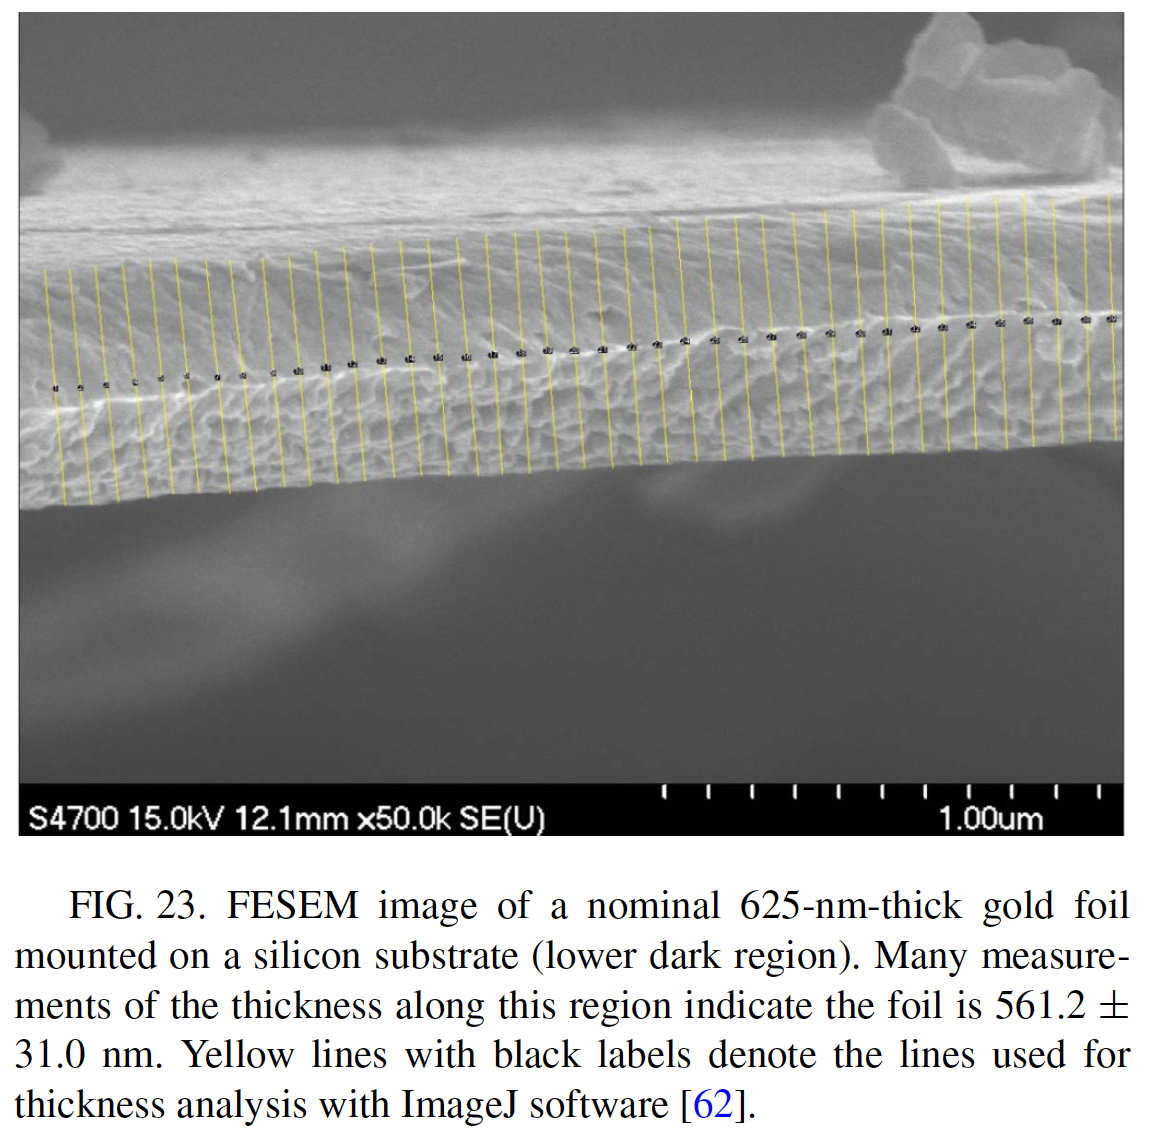 S4700 15.0kV 12.1mm x50.0k SE(U)
1.00um
FIG. 23. FESEM image of a nominal 625-nm-thick gold foil
mounted on a silicon substrate (lower dark region). Many measure-
ments of the thickness along this region indicate the foil is 561.2 ±
31.0 nm. Yellow lines with black labels denote the lines used for
thickness analysis with ImageJ software [62].